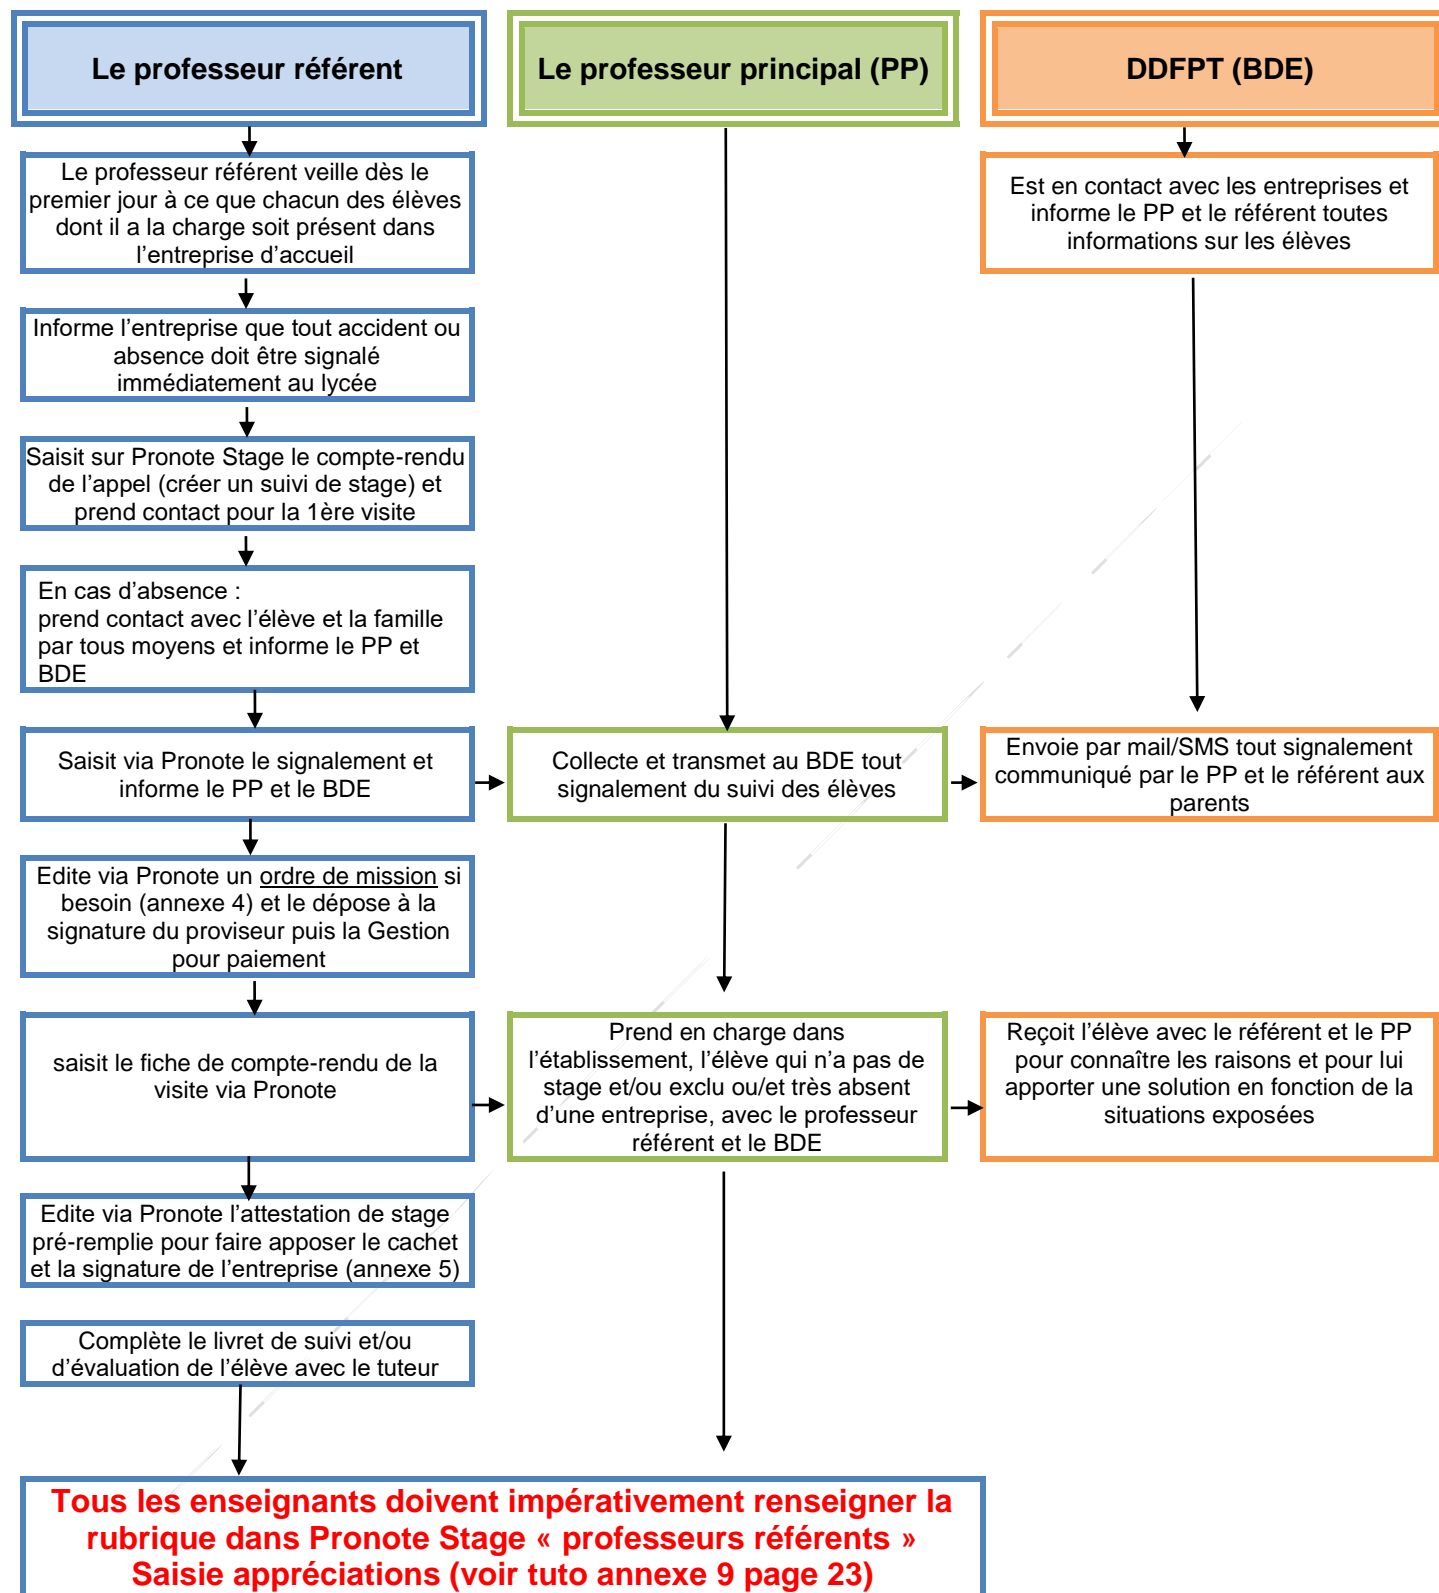 Le professeur référent
Le professeur principal (PP)
DDFPT (BDE)
Le professeur référent veille dès le
premier jour à ce que chacun des élèves
dont il a la charge soit présent dans
l'entreprise d'accueil
Est en contact avec les entreprises et
informe le PP et le référent toutes
informations sur les élèves
Informe l'entreprise que tout accident ou
absence doit être signalé
immédiatement au lycée
Saisit sur Pronote Stage le compte-rendu
de l'appel (créer un suivi de stage) et
prend contact pour la 1ère visite
En cas d'absence :
prend contact avec l'élève et la famille
par tous moyens et informe le PP et
BDE
Saisit via Pronote le signalement et
informe le PP et le BDE
Collecte et transmet au BDE tout
signalement du suivi des élèves
Envoie par mail/SMS tout signalement
communiqué par le PP et le référent aux
parents
Edite via Pronote un ordre de mission si
besoin (annexe 4) et le dépose à la
signature du proviseur puis la Gestion
pour paiement
saisit le fiche de compte-rendu de la
visite via Pronote
Prend en charge dans
l'établissement, l'élève qui n'a pas de
stage et/ou exclu ou/et très absent
d'une entreprise, avec le professeur
référent et le BDE
Reçoit l'élève avec le référent et le PP
pour connaître les raisons et pour lui
apporter une solution en fonction de la
situations exposées
Edite via Pronote l'attestation de stage
pré-remplie pour faire apposer le cachet
et la signature de l'entreprise (annexe 5)
Complète le livret de suivi et/ou
d'évaluation de l'élève avec le tuteur
Tous les enseignants doivent impérativement renseigner la
rubrique dans Pronote Stage « professeurs référents »
Saisie appréciations (voir tuto annexe 9 page 23)